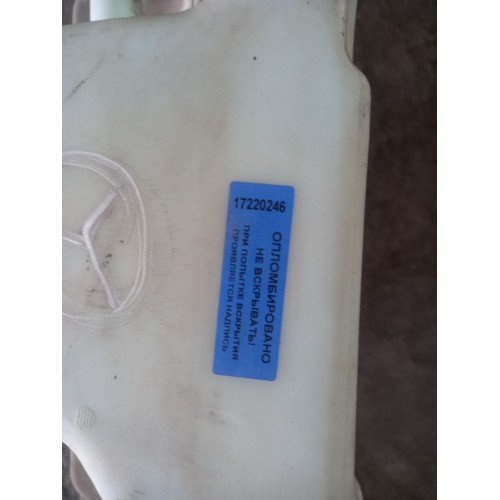 17220246
ОПЛОМБИРОВАНО
НЕ ВСКРЫВАТЬ!
ПРИ ПОПЫТКЕ ВСКРЫТИЯ
ПРОЯВЛЯЕТСЯ НАДПИСЬ